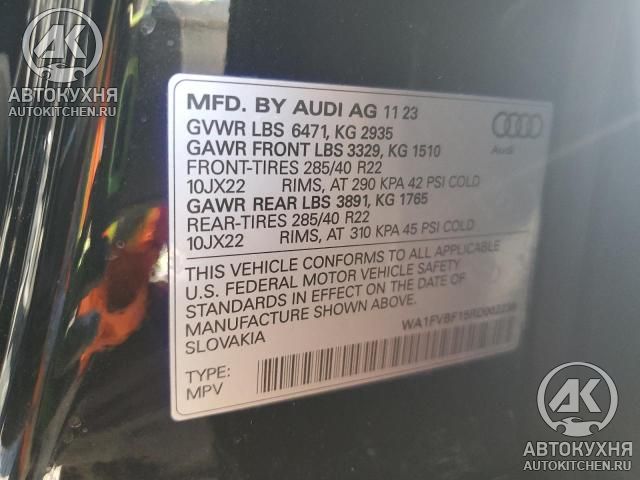 АВТОКУХНЯ
AUTOKITCHEN.RU
MFD. BY AUDI AG 11 23
GVWR LBS 6471, KG 2935
GAWR FRONT LBS 3329, KG 1510
FRONT-TIRES 285/40 R22
10JX22 RIMS, AT 290 KPA 42 PSI COLD
GAWR REAR LBS 3891, KG 1765
REAR-TIRES 285/40 R22
10JX22 RIMS, AT 310 KPA 45 PSI COLD
Audi
THIS VEHICLE CONFORMS TO ALL APPLICABLE
U.S. FEDERAL MOTOR VEHICLE SAFETY
STANDARDS IN EFFECT ON THE DATE OF
MANUFACTURE SHOWN ABOVE.
SLOVAKIA
TYPE:
MPV
АК
АВТОКУХНЯ
AUTOKITCHEN.RU